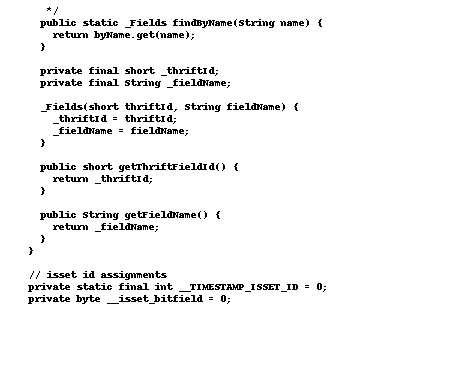 */
  public static _Fields findByName(String name) {
    return byName.get(name);
  }

  private final short _thriftId;
  private final String _fieldName;

  _Fields(short thriftId, String fieldName) {
    _thriftId = thriftId;
    _fieldName = fieldName;
  }

  public short getThriftFieldId() {
    return _thriftId;
  }

  public String getFieldName() {
    return _fieldName;
  }
}

// isset id assignments
private static final int __TIMESTAMP_ISSET_ID = 0;
private byte __isset_bitfield = 0;